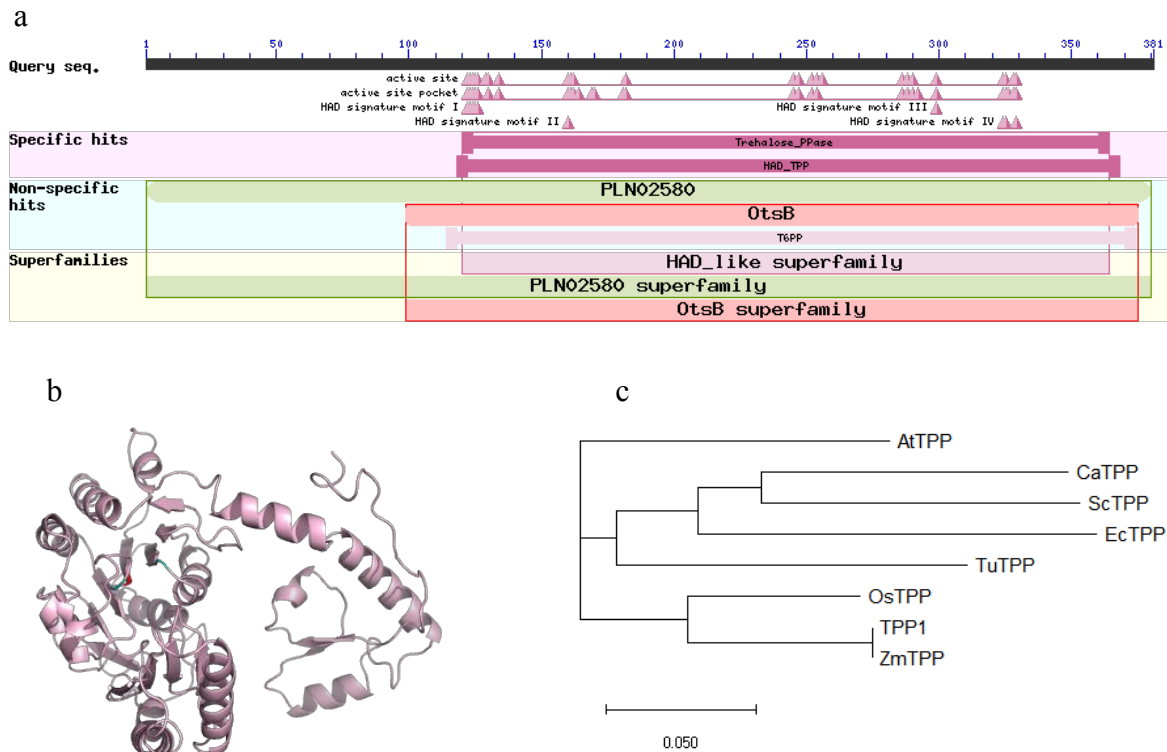 a
1 50 100 150 200 250 300 350 381
Query seq.
active site
active site pocket
HAD signature motif I HAD signature motif III
HAD signature motif II HAD signature motif IV
Specific hits
Trehalose_PPase
HAD_TPP
Non-specific
hits
PLN02580
OtsB
T6PP
Superfamilies
HAD_like superfamily
PLN02580 superfamily
OtsB superfamily
b
c
AtTPP
CaTPP
ScTPP
EcTPP
TuTPP
OsTPP
TPP1
ZmTPP
0.050